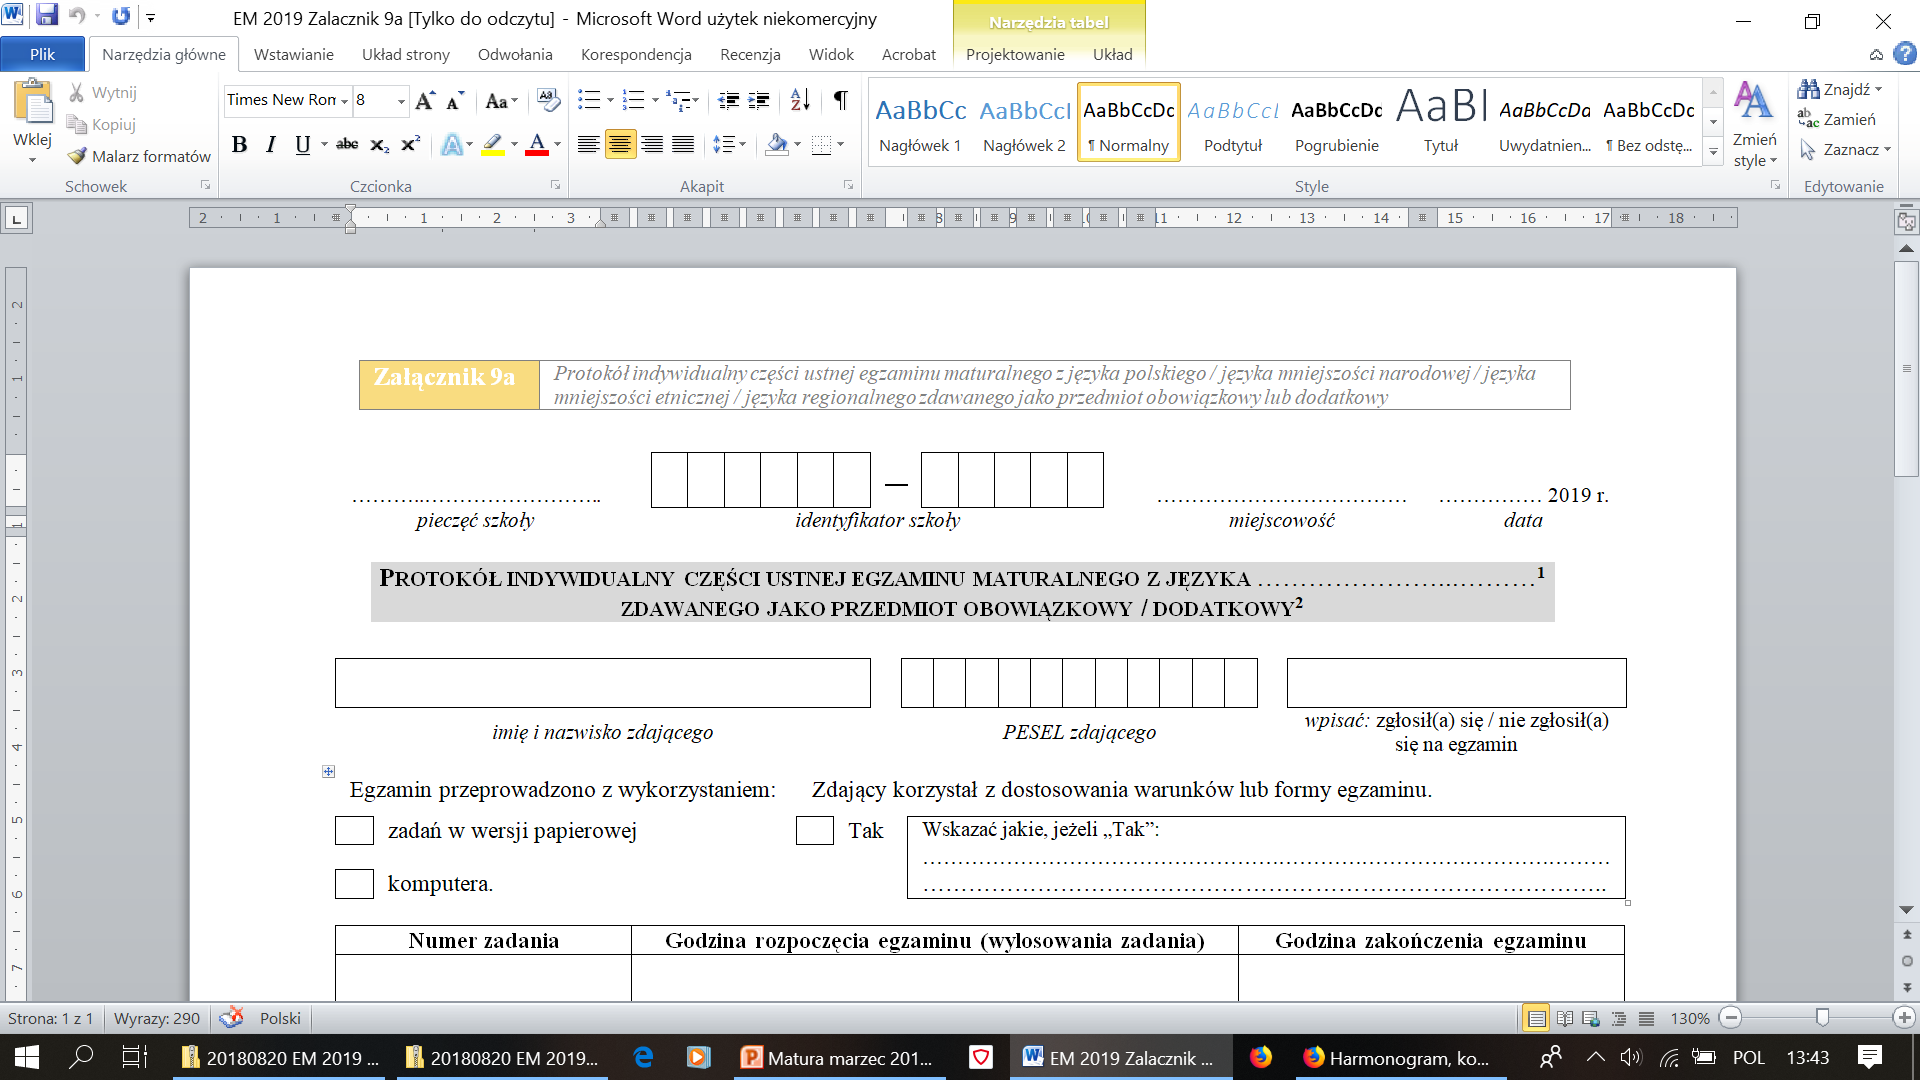 EM 2019 Zalacznik 9a [Tylko do odczytu] - Microsoft Word użytek niekomercyjny
Narzędzia tabel
Plik Narzędzia główne Wstawianie Układ strony Odwołania Korespondencja Recenzja Widok Acrobat Projektowanie Układ
Wklej
Wytnij
Kopiuj
Malarz formatów
Schowek
Times New Ron 8
Czcionka
Akapit
AaBbCc AaBbCcI AaBbCcDc AaBbCcI AaBbCcDc AaBl AaBbCcDa AaBbCcDc
Nagłówek 1 Nagłówek 2 ¶ Normalny Podtytuł Pogrubienie Tytuł Uwydatnien... ¶ Bez odstę...
Zmień style
Style
Znajdź
Zamień
Zaznacz
Edytowanie
Załącznik 9a
Protokół indywidualny części ustnej egzaminu maturalnego z języka polskiego / języka mniejszości narodowej / języka
mniejszości etnicznej / języka regionalnego zdawanego jako przedmiot obowiązkowy lub dodatkowy
……….…………………….. – ……………………………… …………… 2019 r.
pieczęć szkoły identyfikator szkoły miejscowość data
PROTOKÓŁ INDYWIDUALNY CZĘŚCI USTNEJ EGZAMINU MATURALNEGO Z JĘZYKA ………………….………1
ZDAWANEGO JAKO PRZEDMIOT OBOWIĄZKOWY / DODATKOWY2
imię i nazwisko zdającego PESEL zdającego wpisać: zgłosił(a) się / nie zgłosił(a)
się na egzamin
Egzamin przeprowadzono z wykorzystaniem: Zdający korzystał z dostosowania warunków lub formy egzaminu.
zadań w wersji papierowej Tak Wskazać jakie, jeżeli „Tak”:
……………………………………………………………………………
komputera. …………………………………………………………………………….
Numer zadania Godzina rozpoczęcia egzaminu (wylosowania zadania) Godzina zakończenia egzaminu
Strona: 1 z 1 Wyrazy: 290 Polski 130%
20180820 EM 2019 ... 20180820 EM 2019... Matura marzec 201... EM 2019 Zalacznik ... Harmonogram, ko... POL 13:43